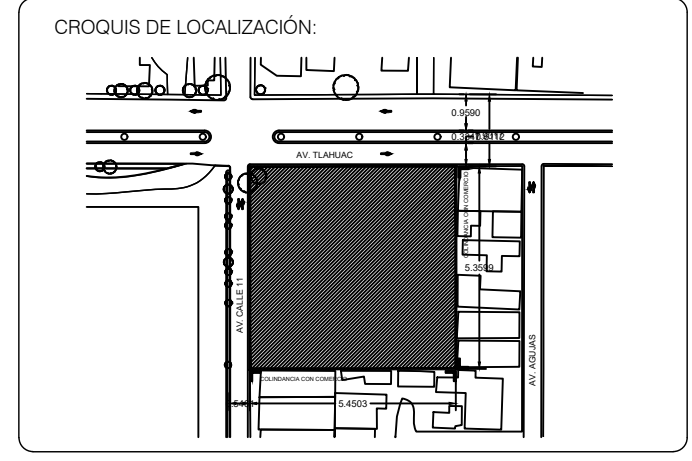 CROQUIS DE LOCALIZACIÓN:
0.9590
AV. TLAHUAC
COLINDANCIA CON COMERCIO
5.3599
AV. CALLE 11
AV. AGUJAS
COLINDANCIA CON COMERCIO
5.4503